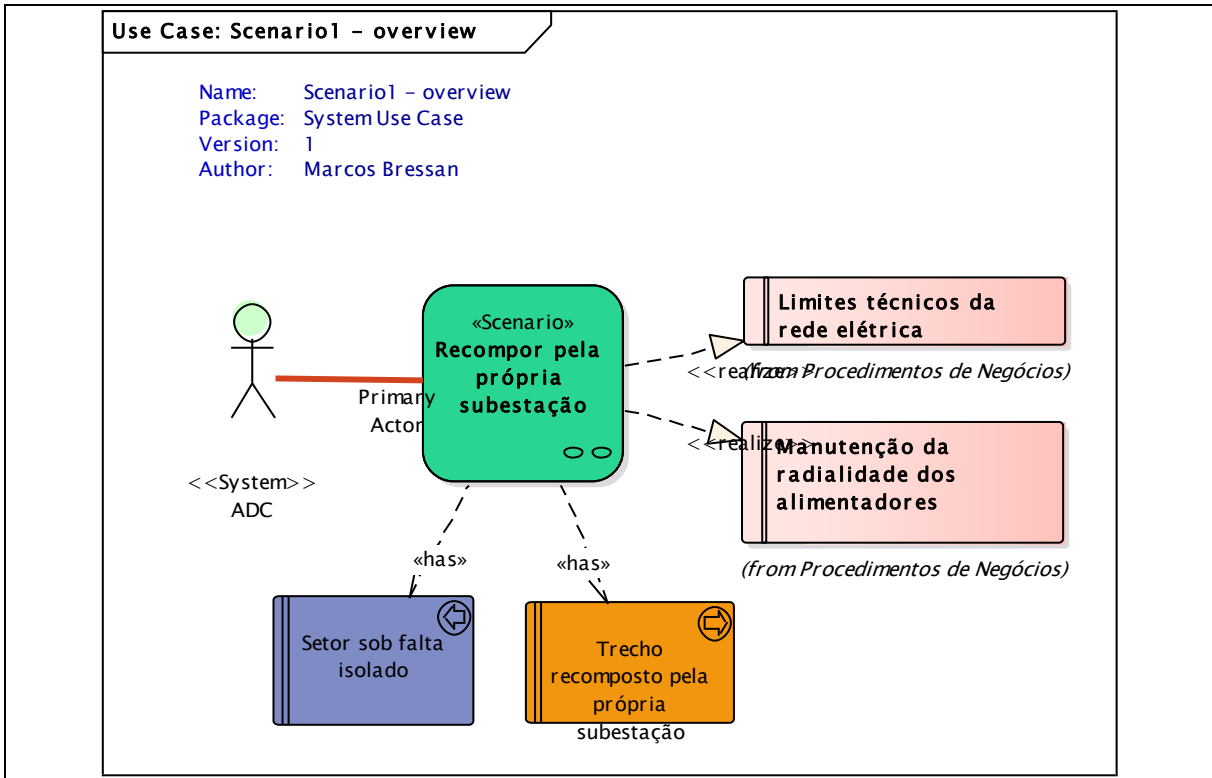 Use Case: Scenario1 - overview
Name: Scenario1 - overview
Package: System Use Case
Version: 1
Author: Marcos Bressan
«Scenario»
Recompor pela
própria
subestação
Primary
Actor
<<System>>
ADC
Limites técnicos da
rede elétrica
<<realize>>
(from Procedimentos de Negócios)
<<realize>>
Manutenção da
radialidade dos
alimentadores
(from Procedimentos de Negócios)
«has»
«has»
Setor sob falta
isolado
Trecho
recomposto pela
própria
subestação